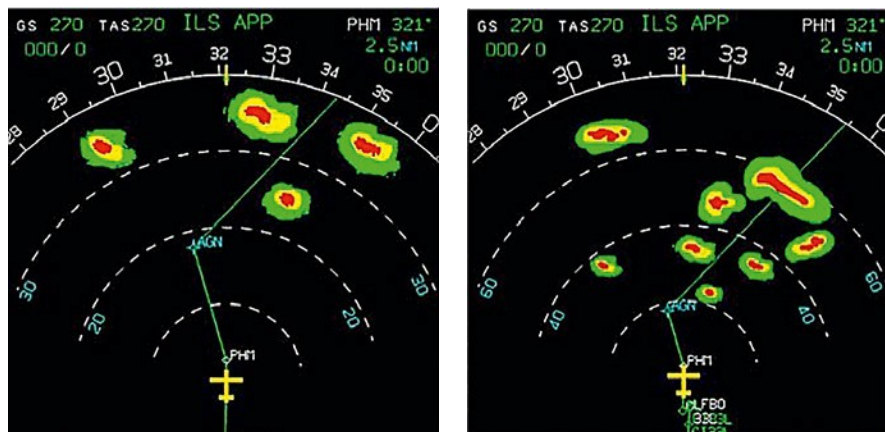 GS 270 TAS270 ILS APP PHM 321°
000/0 2.5NM
0:00
28 29 30 31 32 33 34 35 0
AGN
30 30
20 20
PHM
GS 270 TAS270 ILS APP PHM 321°
000/0 2.5NM
0:00
28 29 30 31 32 33 34 35 0
60 60
40 40
AGN
PHM
LFBO